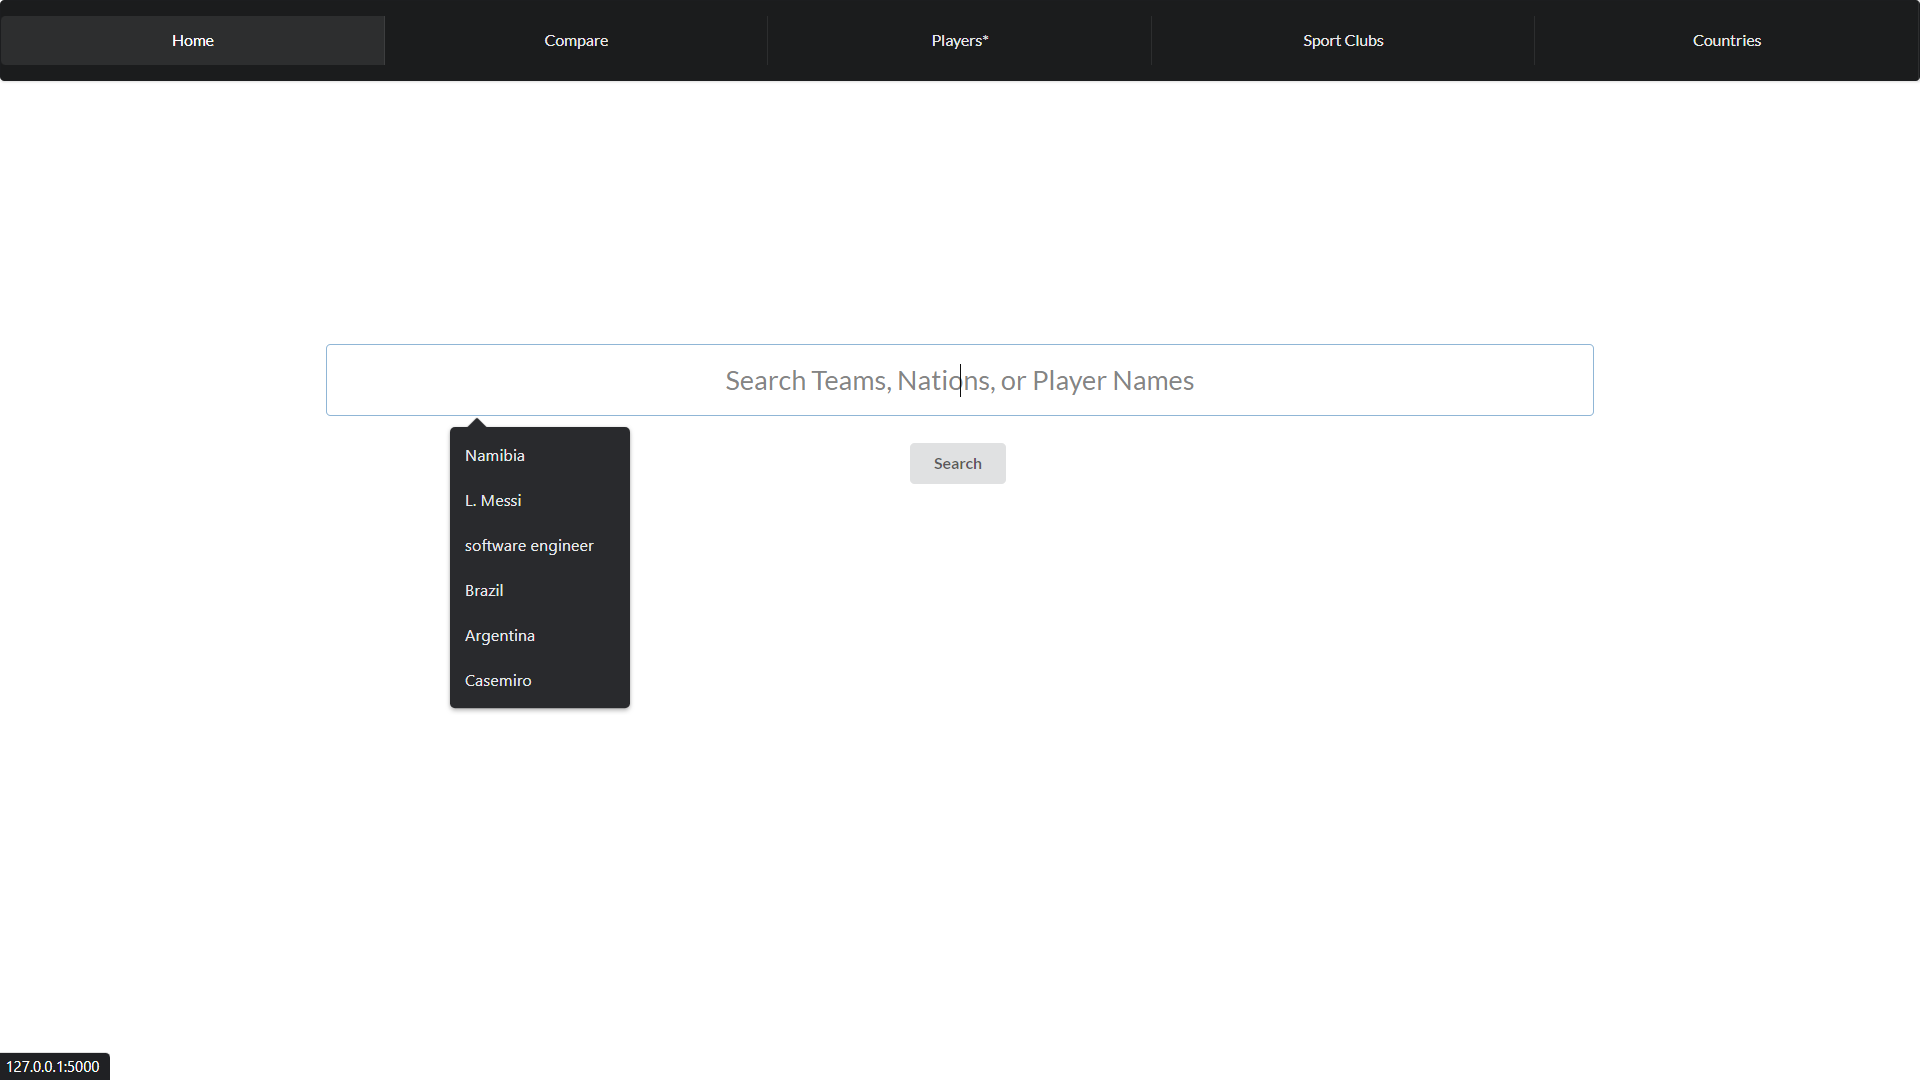 Home
Compare
Players*
Sport Clubs
Countries
Search Teams, Nations, or Player Names
Search
Namibia
L. Messi
software engineer
Brazil
Argentina
Casemiro
127.0.0.1:5000